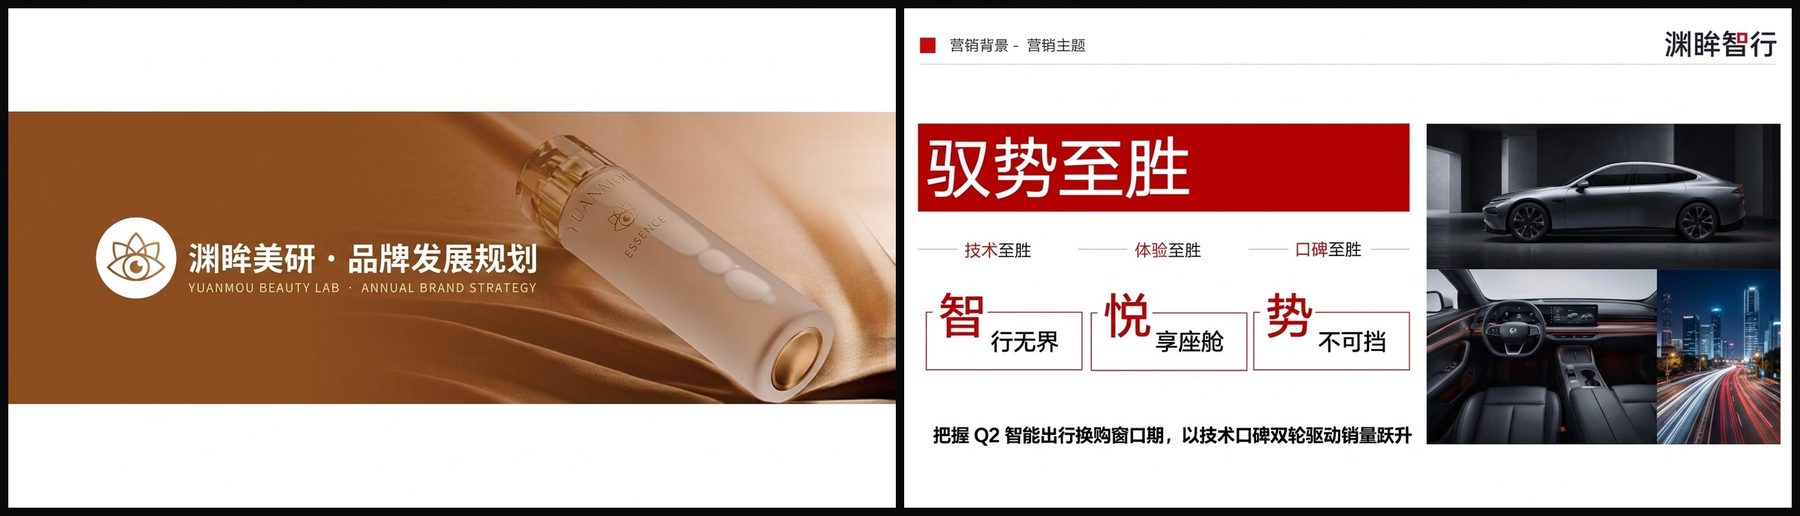 渊眸美研·品牌发展规划
YUANMOU BEAUTY LAB · ANNUAL BRAND STRATEGY
YUANMOU
ESSENCE
营销背景 - 营销主题
渊眸智行
驭势至胜
技术至胜
体验至胜
口碑至胜
智行无界
悦享座舱
势不可挡
把握 Q2 智能出行换购窗口期，以技术口碑双轮驱动销量跃升